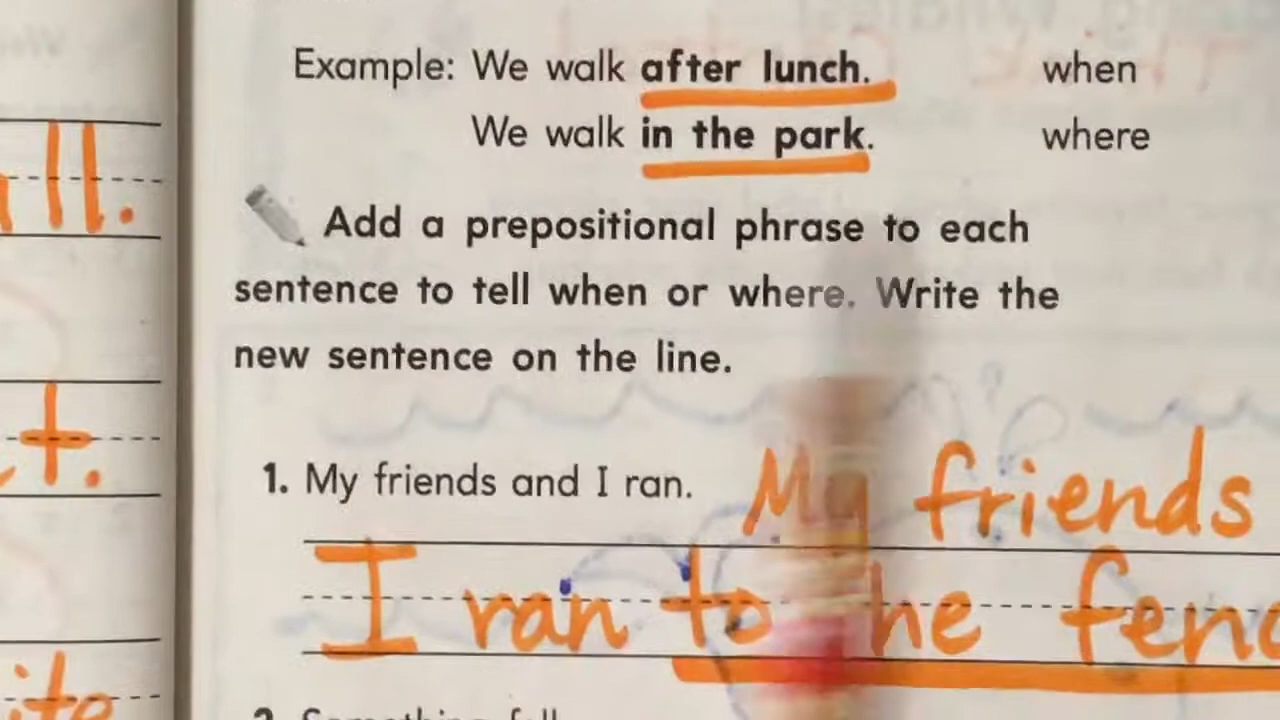 Example: We walk after lunch. when
We walk in the park. where
Add a prepositional phrase to each
sentence to tell when or where. Write the
new sentence on the line.
1. My friends and I ran. My friends
I ran to he fenc